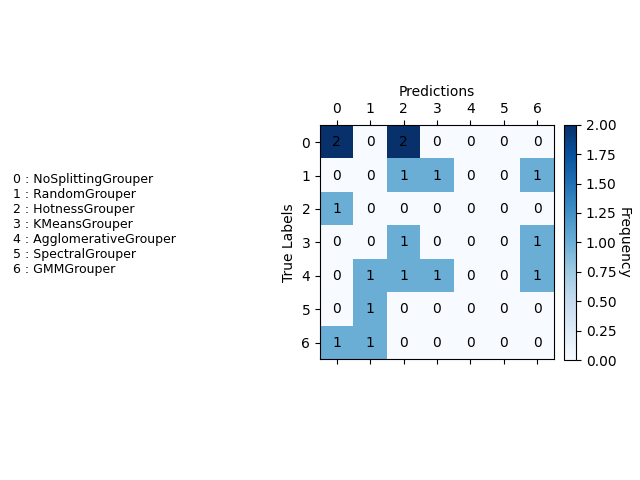 Predictions
0 1 2 3 4 5 6
0 2 0 2 0 0 0 0
1 0 0 1 1 0 0 1
2 1 0 0 0 0 0 0
3 0 0 1 0 0 0 1
4 0 1 1 1 0 0 1
5 0 1 0 0 0 0 0
6 1 1 0 0 0 0 0
True Labels
0 : NoSplittingGrouper
1 : RandomGrouper
2 : HotnessGrouper
3 : KMeansGrouper
4 : AgglomerativeGrouper
5 : SpectralGrouper
6 : GMMGrouper
2.00
1.75
1.50
1.25
1.00
0.75
0.50
0.25
0.00
Frequency